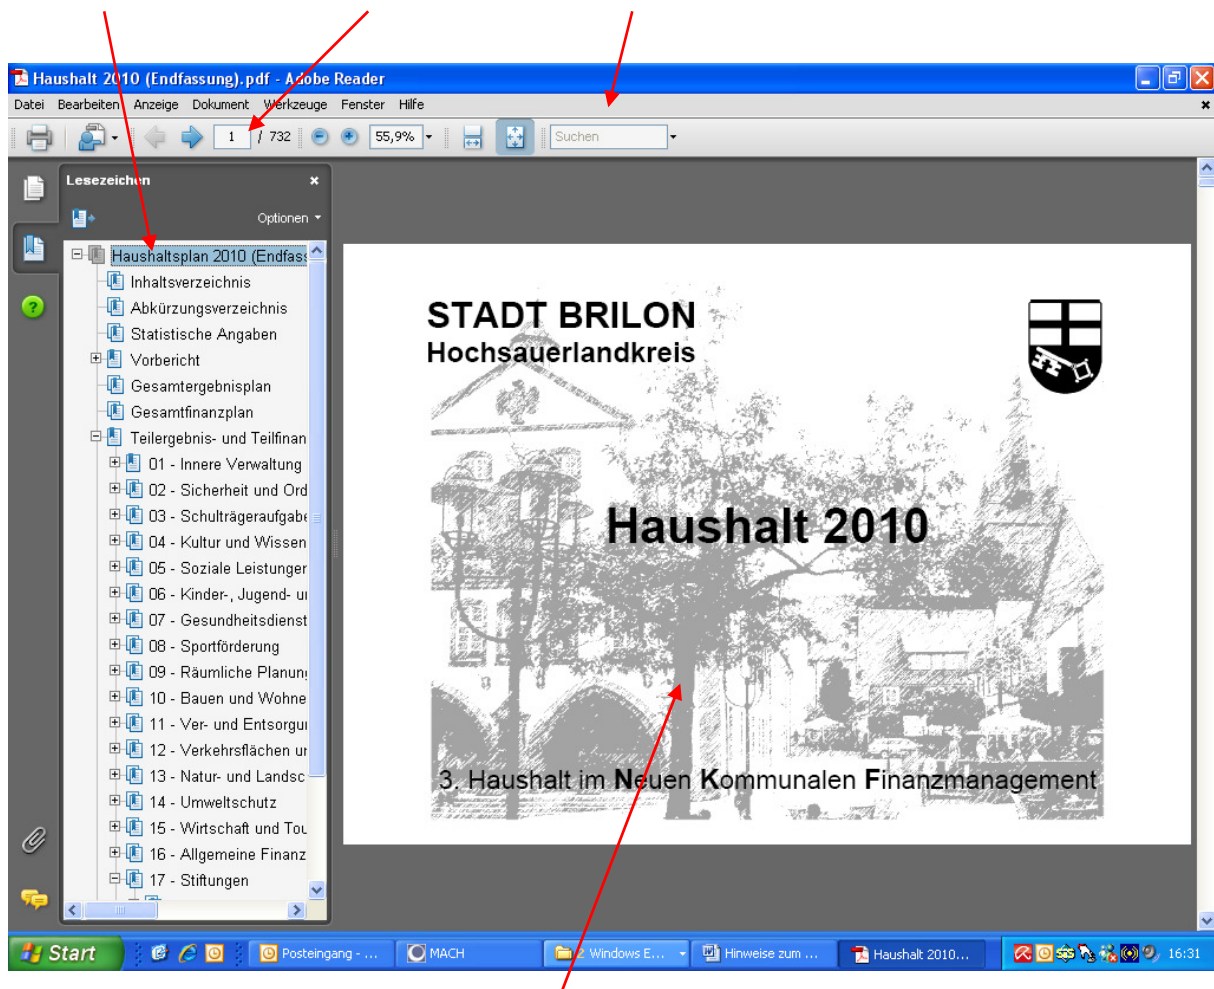 Haushalt 2010 (Endfassung).pdf - Adobe Reader
Datei Bearbeiten Anzeige Dokument Werkzeuge Fenster Hilfe
1 / 732 55,9% Suchen
Lesezeichen
Optionen
Haushaltsplan 2010 (Endfass
Inhaltsverzeichnis
Abkürzungsverzeichnis
Statistische Angaben
Vorbericht
Gesamtergebnisplan
Gesamtfinanzplan
Teilergebnis- und Teilfinan
01 - Innere Verwaltung
02 - Sicherheit und Ord
03 - Schulträgeraufgabe
04 - Kultur und Wissen
05 - Soziale Leistungen
06 - Kinder-, Jugend- u
07 - Gesundheitsdienst
08 - Sportförderung
09 - Räumliche Planun
10 - Bauen und Wohne
11 - Ver- und Entsorgu
12 - Verkehrsflächen u
13 - Natur- und Landsc
14 - Umweltschutz
15 - Wirtschaft und Tou
16 - Allgemeine Finanz
17 - Stiftungen
STADT BRILON
Hochsauerlandkreis
Haushalt 2010
3. Haushalt im Neuen Kommunalen Finanzmanagement
Start Posteingang - ... MACH 2 Windows E... Hinweise zum ... Haushalt 2010... 16:31